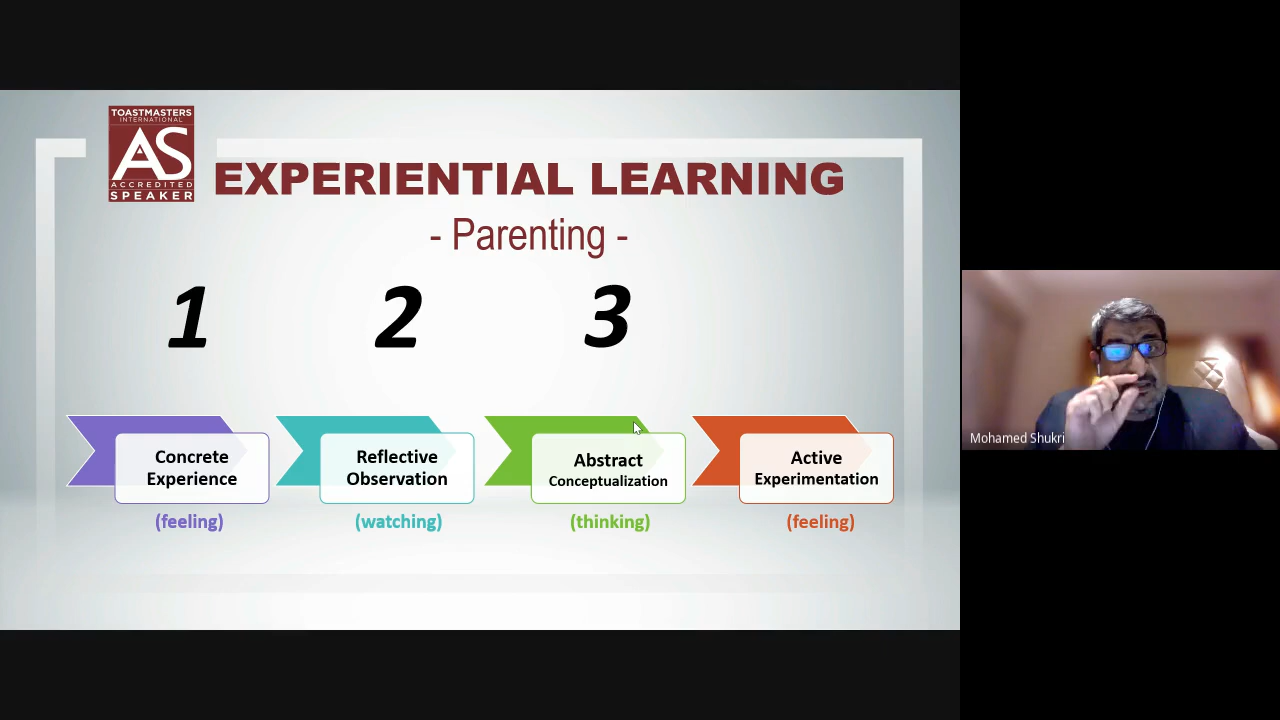 TOASTMASTERS
INTERNATIONAL
AS
ACCREDITED
SPEAKER
EXPERIENTIAL LEARNING
- Parenting -
1 2 3
Concrete
Experience
(feeling)
Reflective
Observation
(watching)
Abstract
Conceptualization
(thinking)
Active
Experimentation
(feeling)
Mohamed Shukri